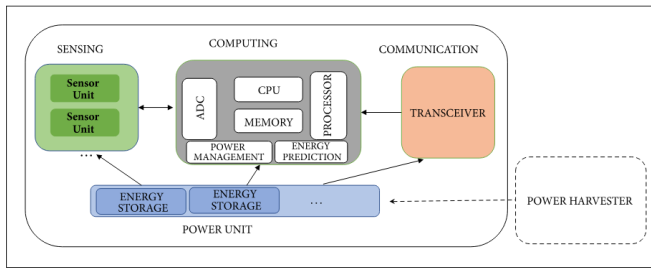 SENSING
COMPUTING
COMMUNICATION
Sensor
Unit
Sensor
Unit
...
ADC
CPU
MEMORY
PROCESSOR
POWER
MANAGEMENT
ENERGY
PREDICTION
TRANSCEIVER
ENERGY
STORAGE
ENERGY
STORAGE
...
POWER UNIT
POWER HARVESTER